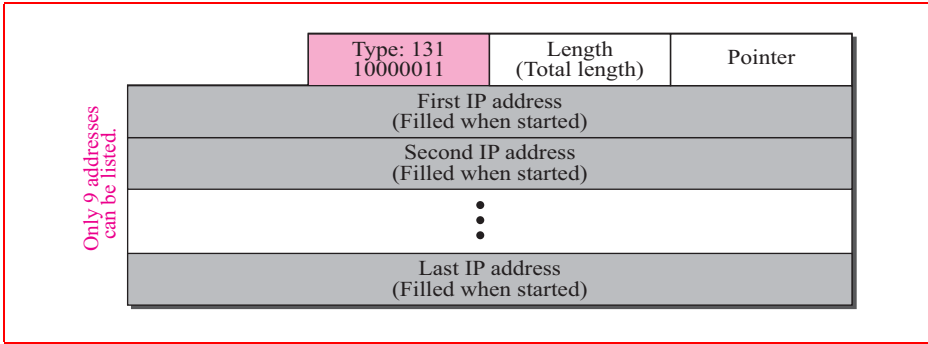 Type: 131
10000011
Length
(Total length)
Pointer
Only 9 addresses
can be listed.
First IP address
(Filled when started)
Second IP address
(Filled when started)
Last IP address
(Filled when started)